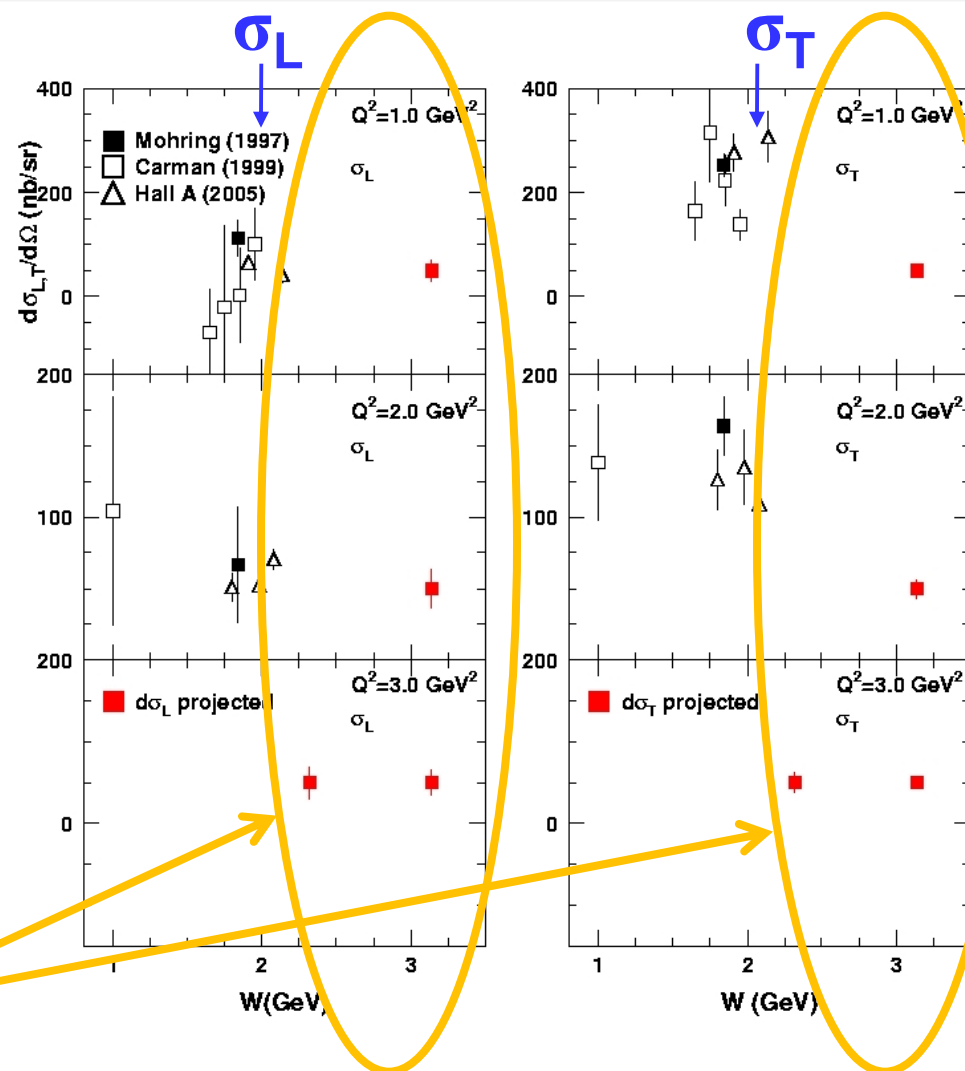 σL
σT
dσL,T/dΩ (nb/sr)
400
200
0
200
100
200
0
Q²=1.0 GeV²
σL
Mohring (1997)
Carman (1999)
Hall A (2005)
Q²=2.0 GeV²
σL
Q²=3.0 GeV²
σL
dσL projected
1
2
3
W(GeV)
400
200
0
200
100
200
0
Q²=1.0 GeV²
σT
Q²=2.0 GeV²
σT
Q²=3.0 GeV²
σT
dσT projected
1
2
3
W (GeV)